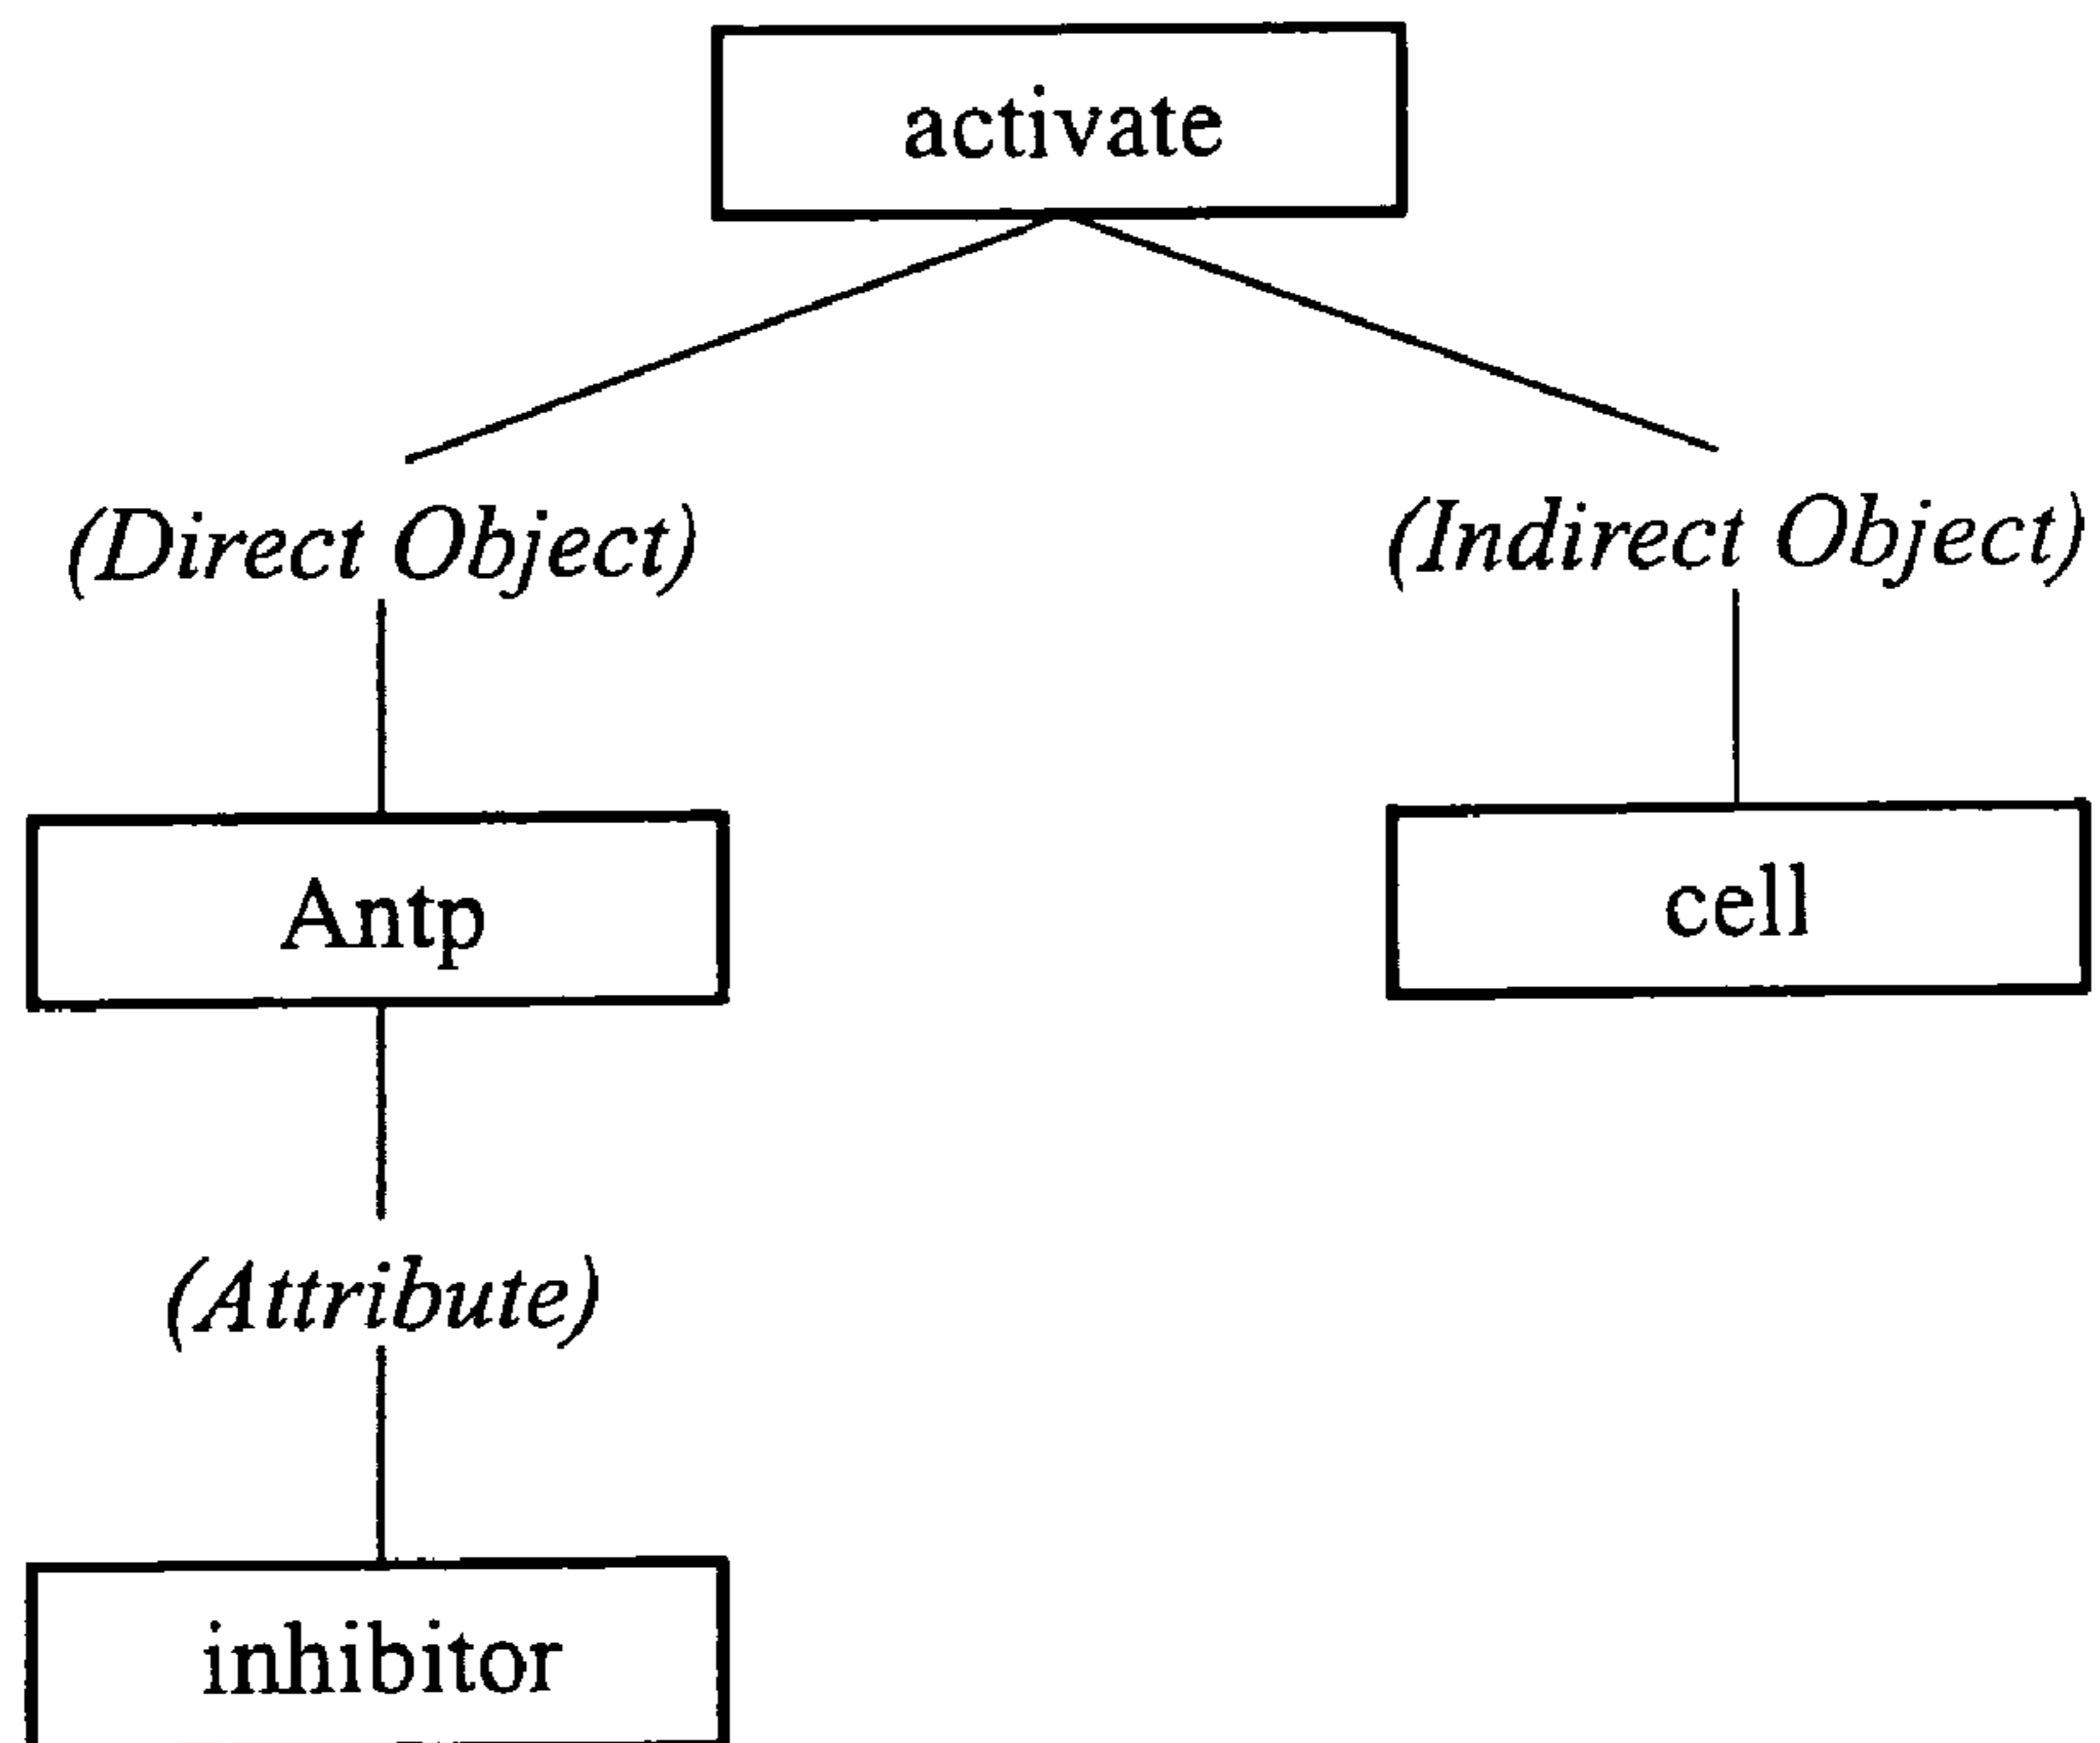 activate
(Direct Object)
(Indirect Object)
Antp
cell
(Attribute)
inhibitor